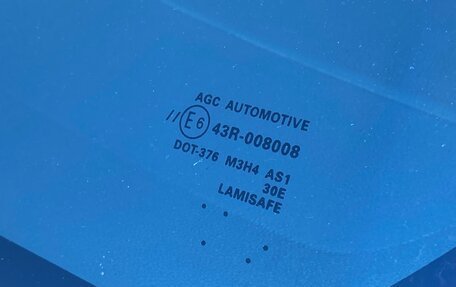 AGC AUTOMOTIVE
// E6 43R-008008
DOT-376 M3H4 AS1
30E
LAMISAFE